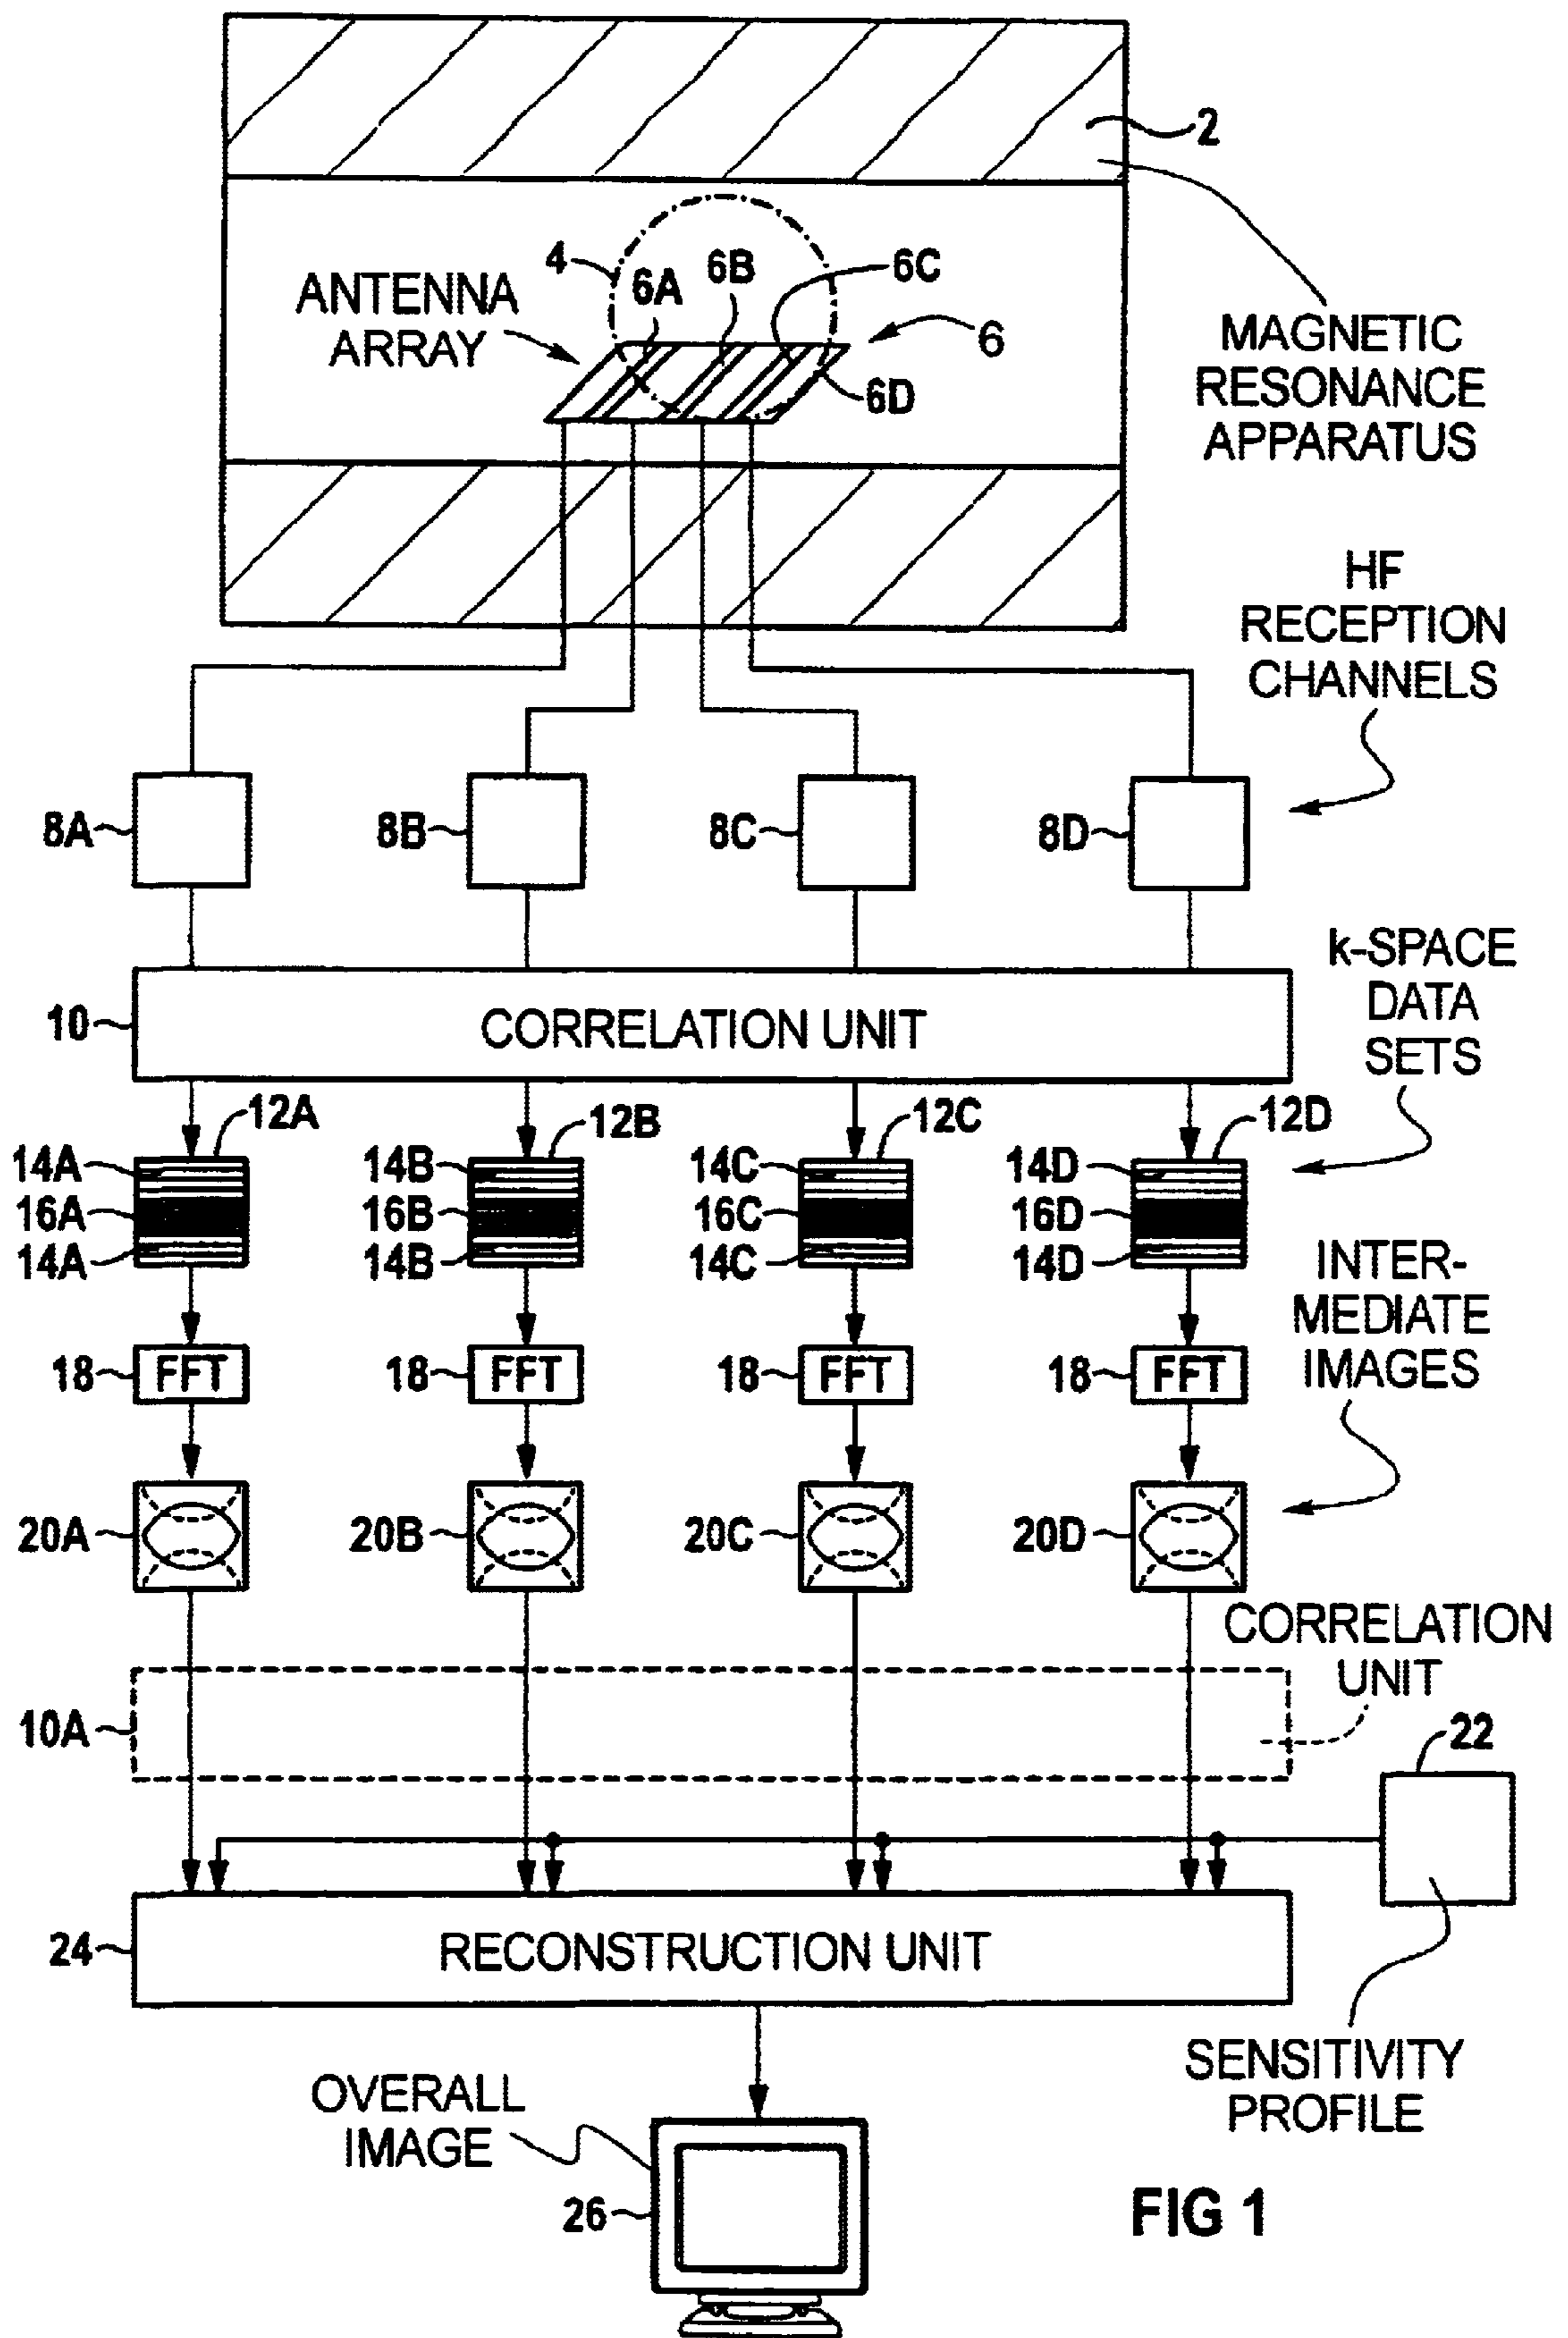 2
4
6A
6B
6C
ANTENNA
ARRAY
6
6D
MAGNETIC
RESONANCE
APPARATUS
HF
RECEPTION
CHANNELS
8A
8B
8C
8D
k-SPACE
DATA
SETS
10
CORRELATION UNIT
12A
12B
12C
12D
14A
14B
14C
14D
16A
16B
16C
16D
14A
14B
14C
14D
INTER-
MEDIATE
IMAGES
18 FFT
18 FFT
18 FFT
18 FFT
20A
20B
20C
20D
CORRELATION
UNIT
10A
22
24
RECONSTRUCTION UNIT
SENSITIVITY
PROFILE
OVERALL
IMAGE
26
FIG 1